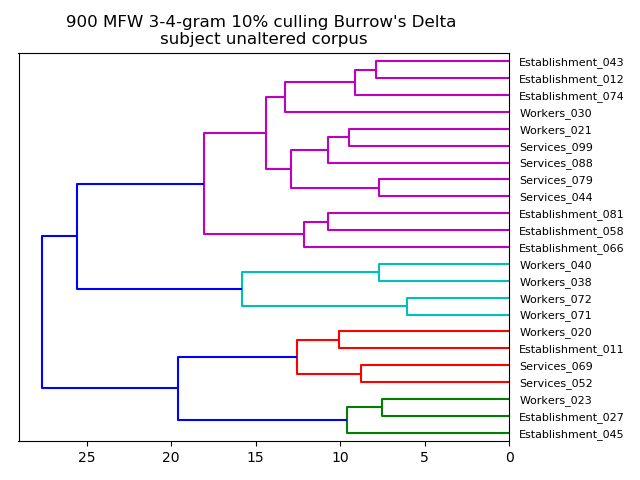 900 MFW 3-4-gram 10% culling Burrow's Delta
subject unaltered corpus
Establishment_043
Establishment_012
Establishment_074
Workers_030
Workers_021
Services_099
Services_088
Services_079
Services_044
Establishment_081
Establishment_058
Establishment_066
Workers_040
Workers_038
Workers_072
Workers_071
Workers_020
Establishment_011
Services_069
Services_052
Workers_023
Establishment_027
Establishment_045
25 20 15 10 5 0